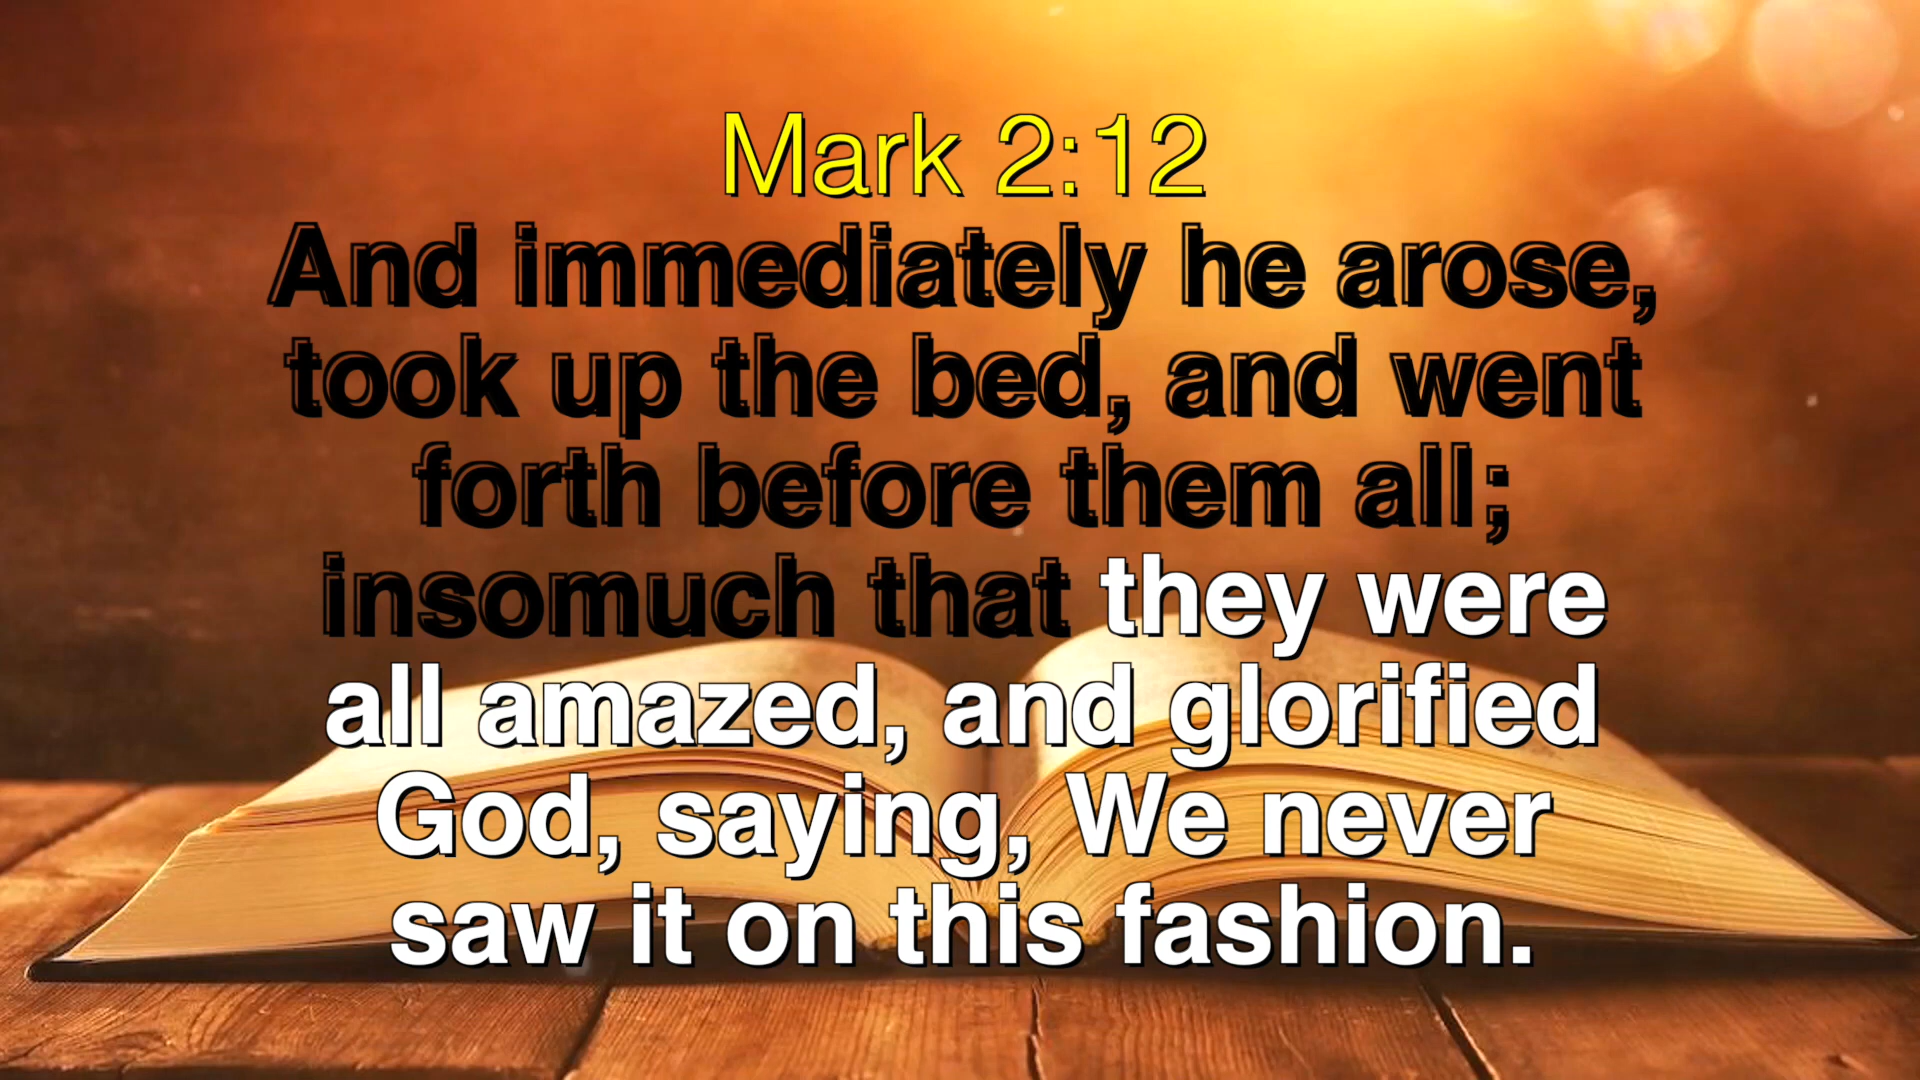 Mark 2:12
And immediately he arose,
took up the bed, and went
forth before them all;
insomuch that they were
all amazed, and glorified
God, saying, We never
saw it on this fashion.